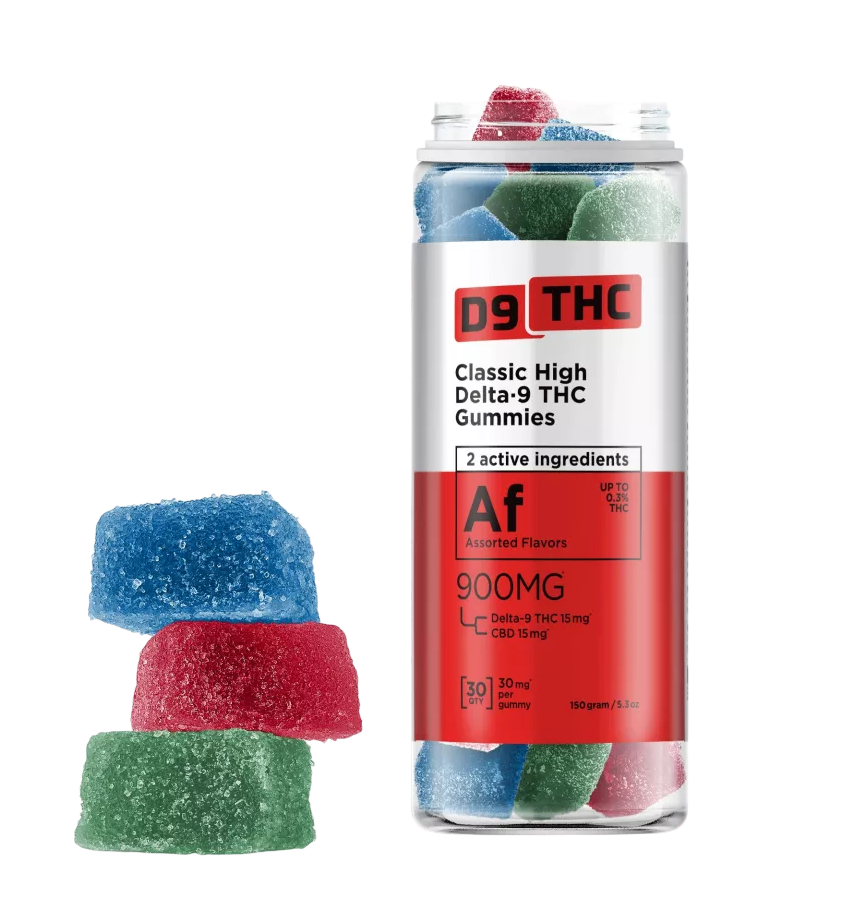 D9 THC
Classic High
Delta-9 THC
Gummies
2 active ingredients
Af
UP TO
0.3%
THC
Assorted Flavors
900MG*
Delta-9 THC 15mg*
CBD 15mg*
30
QTY
30mg*
per
gummy
150 gram / 5.3 oz